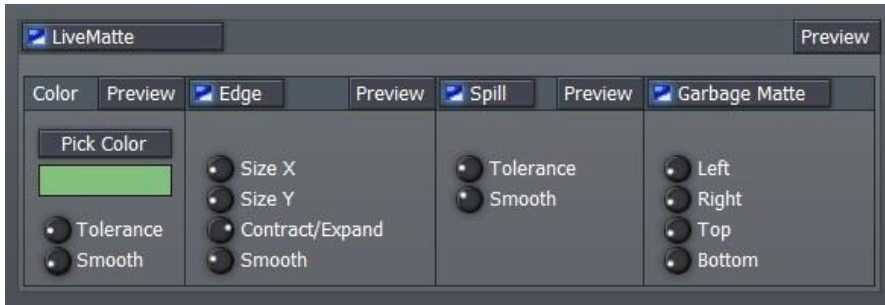 LiveMatte Preview
Color Preview Edge Preview Spill Preview Garbage Matte
Pick Color
Size X Tolerance Left
Size Y Smooth Right
Tolerance Contract/Expand Top
Smooth Smooth Bottom